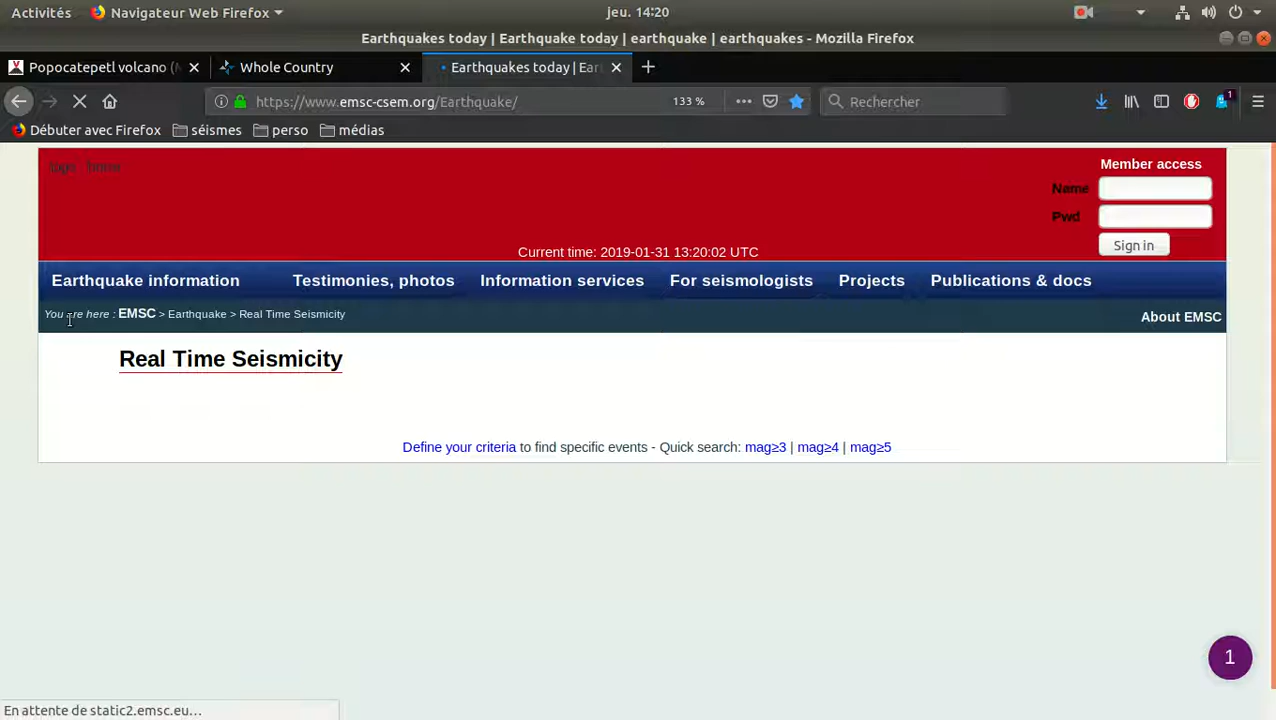 Activités Navigateur Web Firefox jeu. 14:20
Earthquakes today | Earthquake today | earthquake | earthquakes - Mozilla Firefox
Popocatepetl volcano (M Whole Country Earthquakes today | Ear
https://www.emsc-csem.org/Earthquake/ 133 % Rechercher 1
Débuter avec Firefox séismes perso médias
logo home
Member access
Name
Pwd
Sign in
Current time: 2019-01-31 13:20:02 UTC
Earthquake information Testimonies, photos Information services For seismologists Projects Publications & docs
You are here : EMSC > Earthquake > Real Time Seismicity About EMSC
Real Time Seismicity
Define your criteria to find specific events - Quick search: mag≥3 | mag≥4 | mag≥5
1
En attente de static2.emsc.eu…